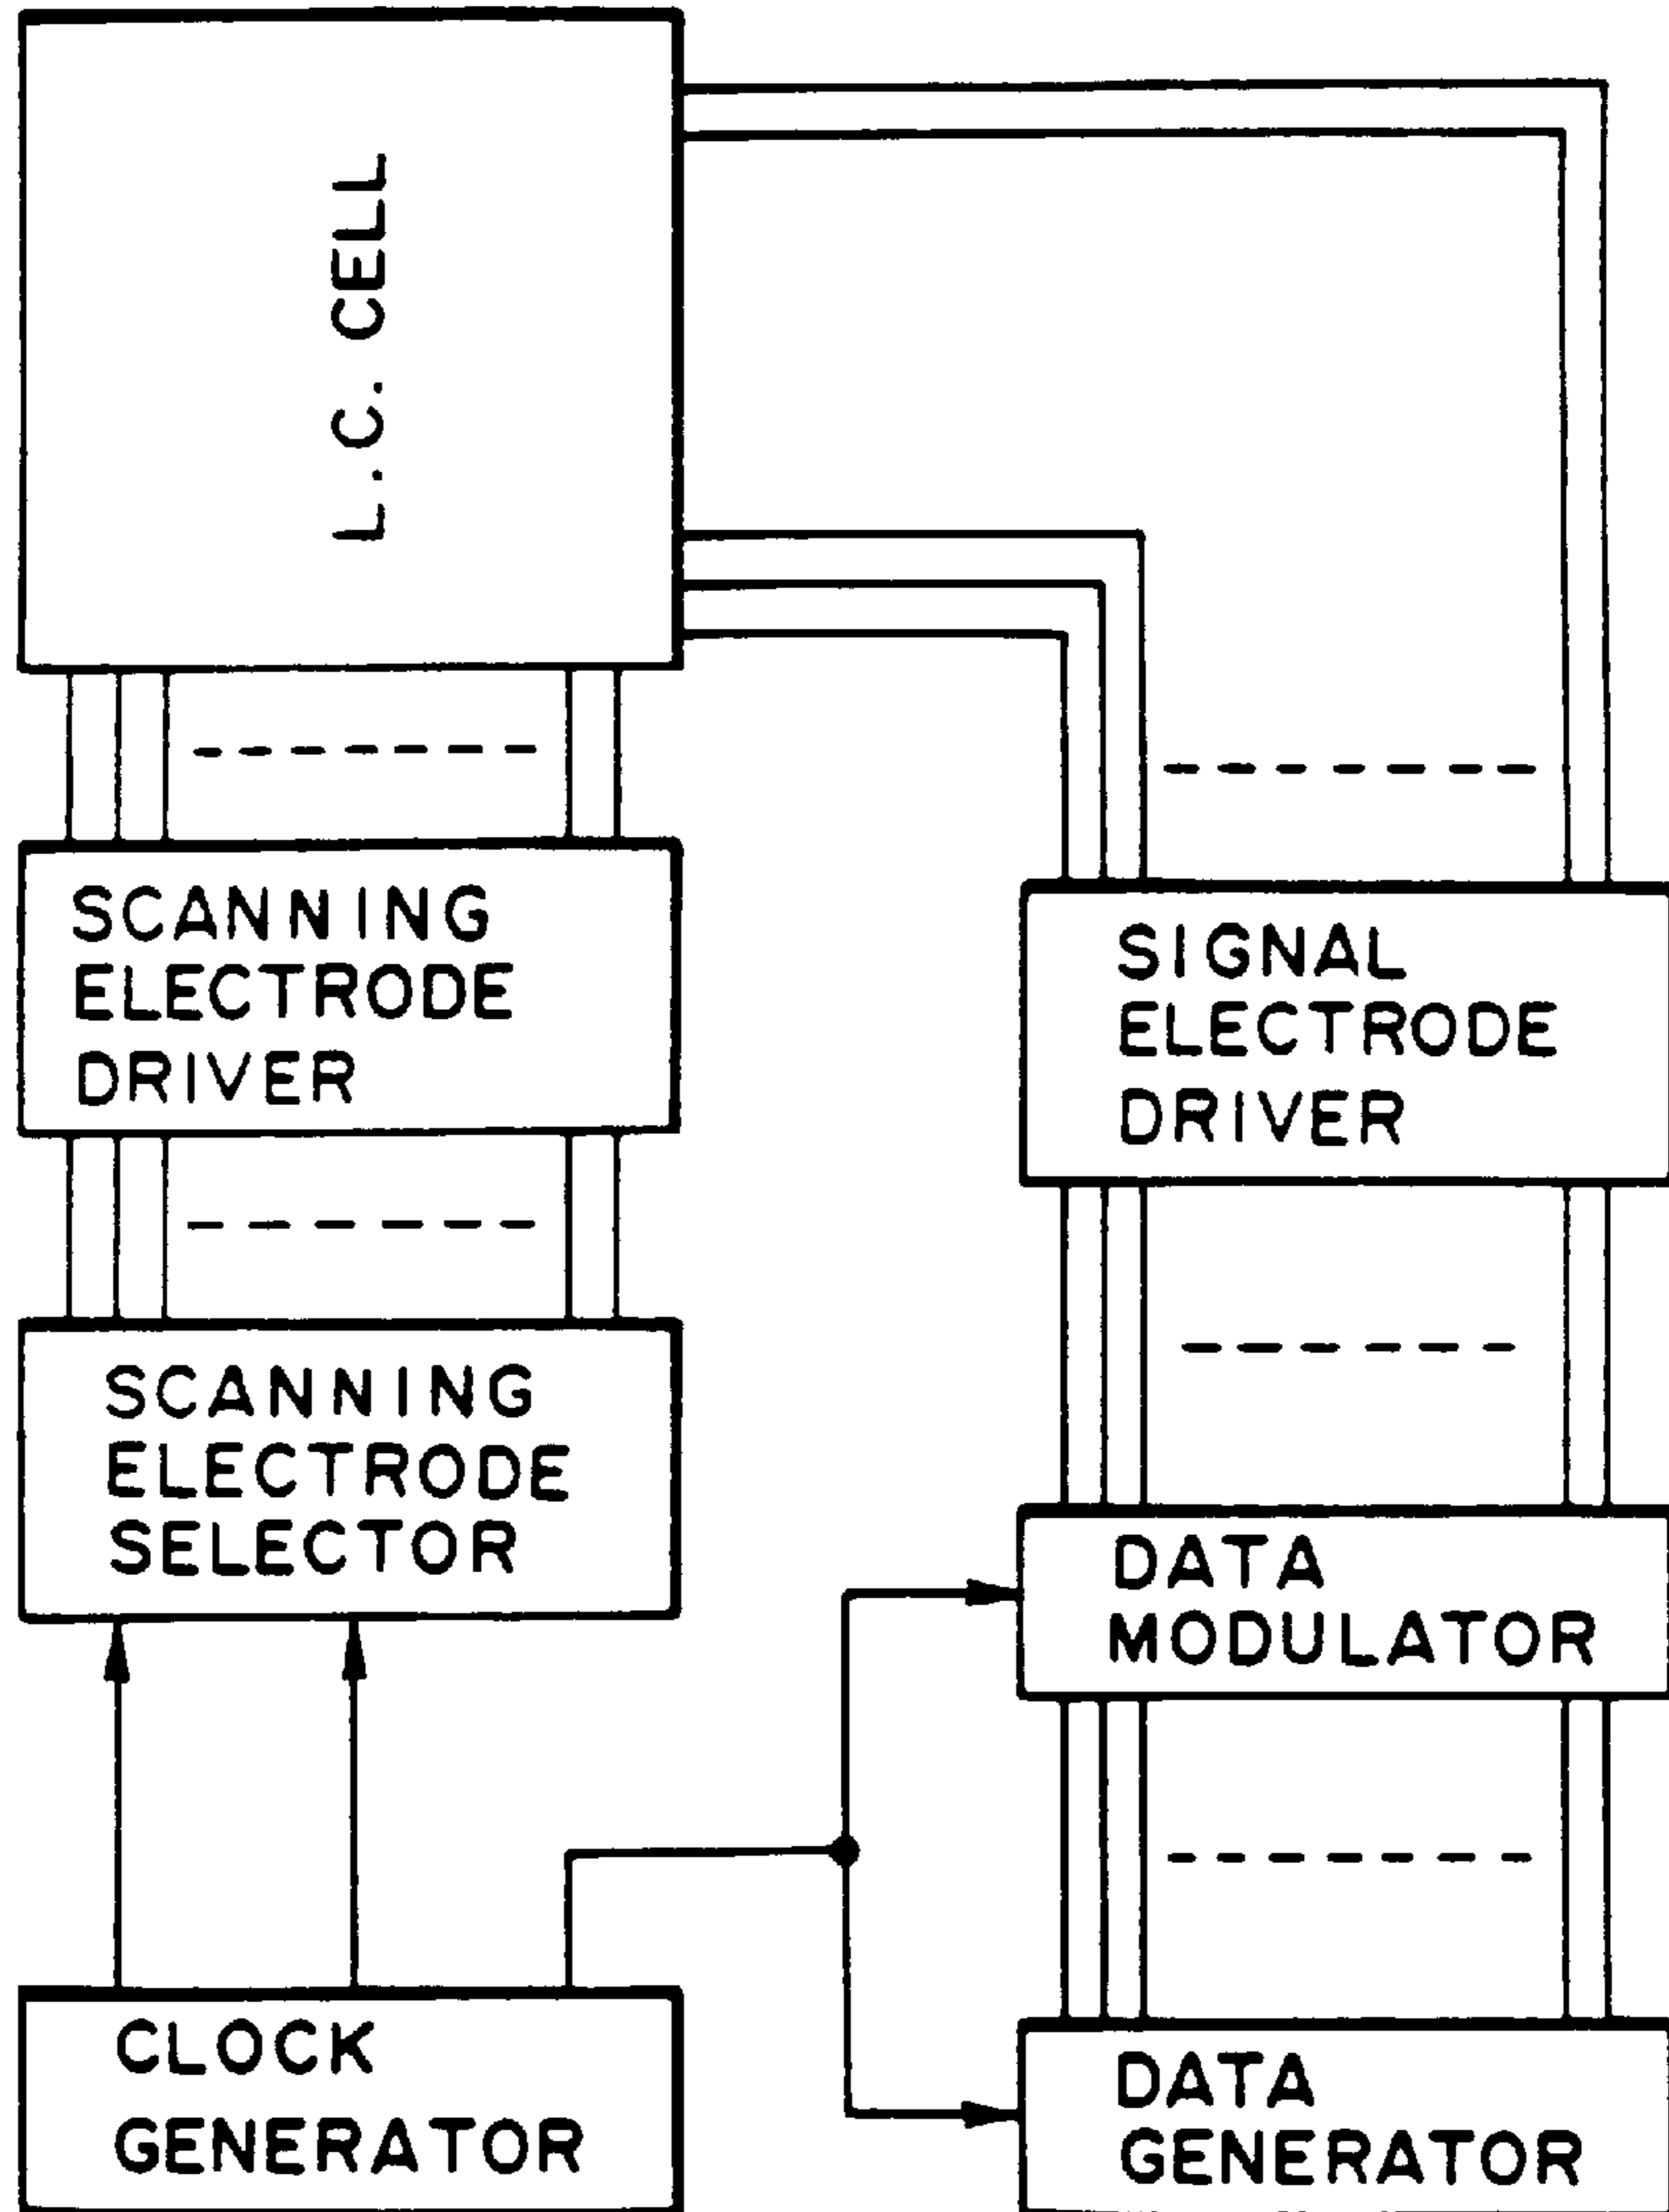 L.C. CELL
SCANNING
ELECTRODE
DRIVER
SIGNAL
ELECTRODE
DRIVER
SCANNING
ELECTRODE
SELECTOR
DATA
MODULATOR
CLOCK
GENERATOR
DATA
GENERATOR